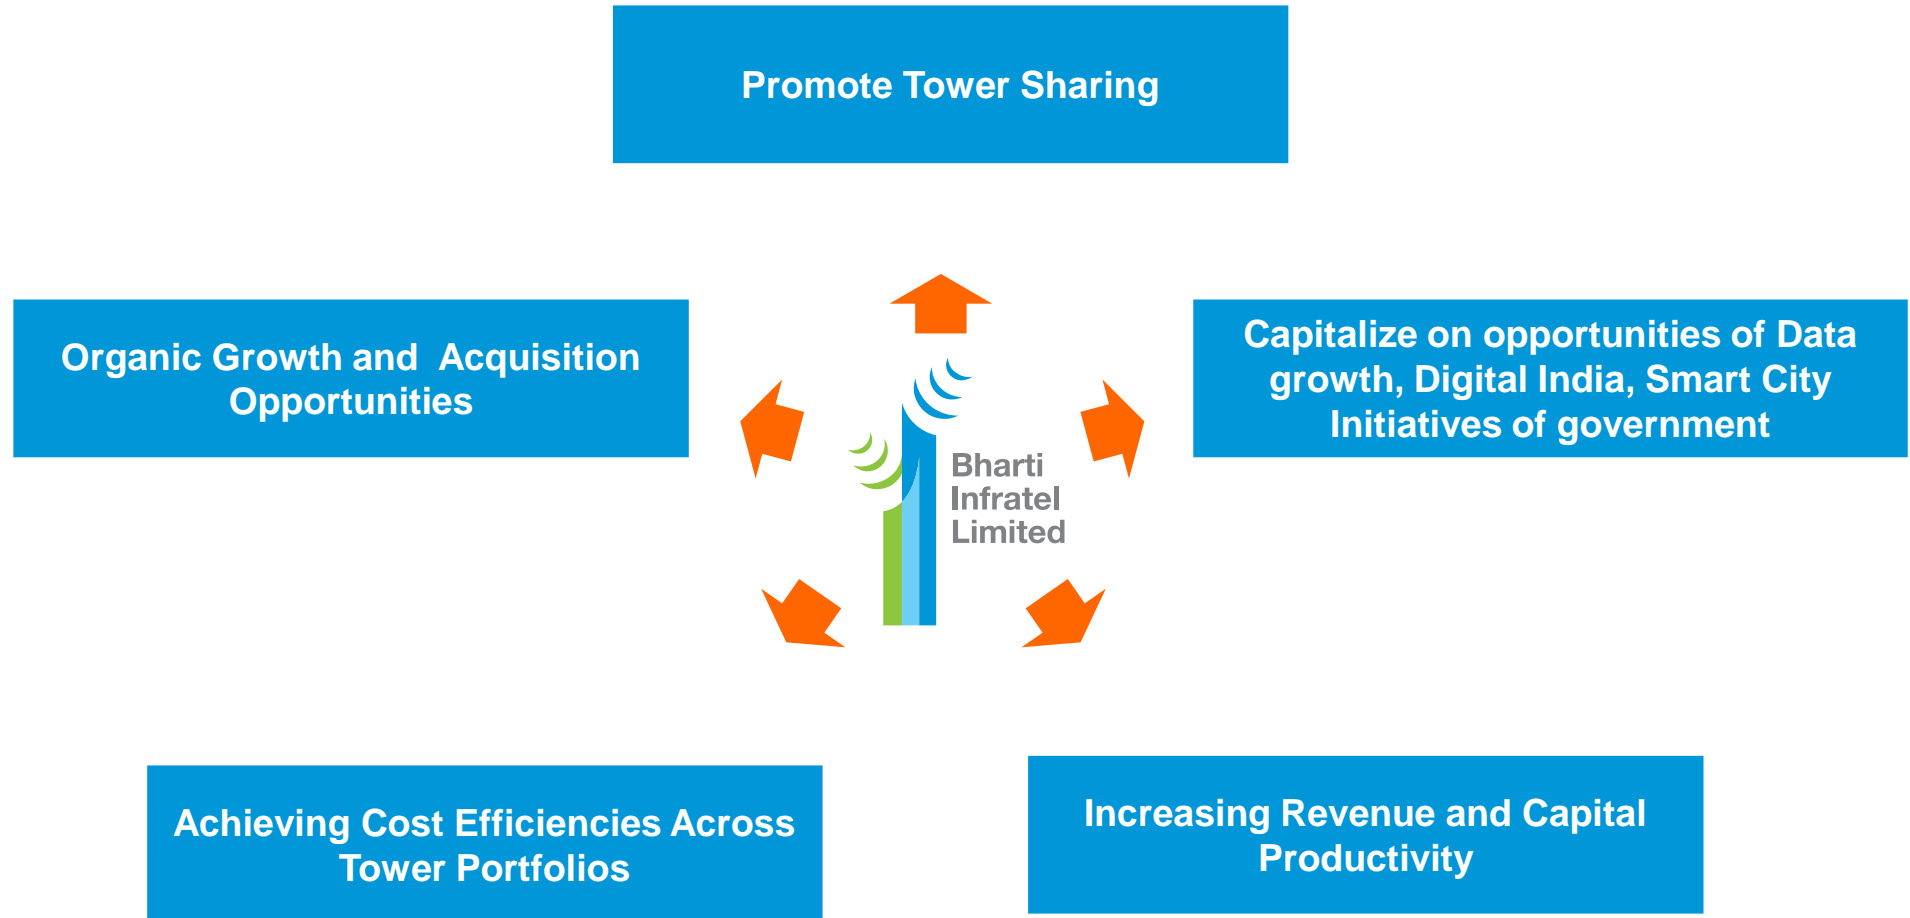 Promote Tower Sharing
Organic Growth and  Acquisition
Opportunities
Capitalize on opportunities of Data
growth, Digital India, Smart City
Initiatives of government
Bharti
Infratel
Limited
Achieving Cost Efficiencies Across
Tower Portfolios
Increasing Revenue and Capital
Productivity